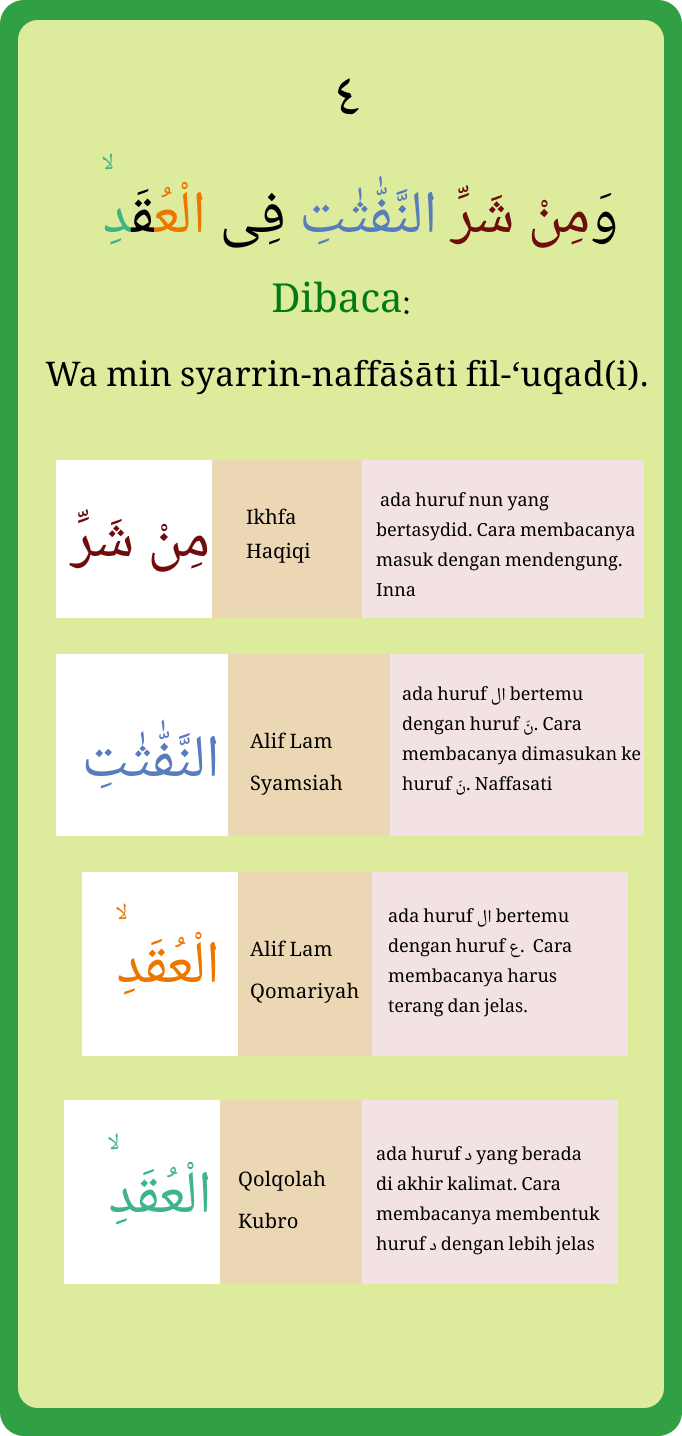 ٤
وَمِنْ شَرِّ النَّفّٰثٰتِ فِى الْعُقَدِۙ
Dibaca:
Wa min syarrin-naffāṡāti fil-‘uqad(i).
مِنْ شَرِّ
Ikhfa
Haqiqi
ada huruf nun yang
bertasydid. Cara membacanya
masuk dengan mendengung.
Inna
النَّفّٰثٰتِ
Alif Lam
Syamsiah
ada huruf ال bertemu
dengan huruf نَ. Cara
membacanya dimasukan ke
huruf نَ. Naffasati
الْعُقَدِۙ
Alif Lam
Qomariyah
ada huruf ال bertemu
dengan huruf ع. Cara
membacanya harus
terang dan jelas.
الْعُقَدِۙ
Qolqolah
Kubro
ada huruf د yang berada
di akhir kalimat. Cara
membacanya membentuk
huruf د dengan lebih jelas